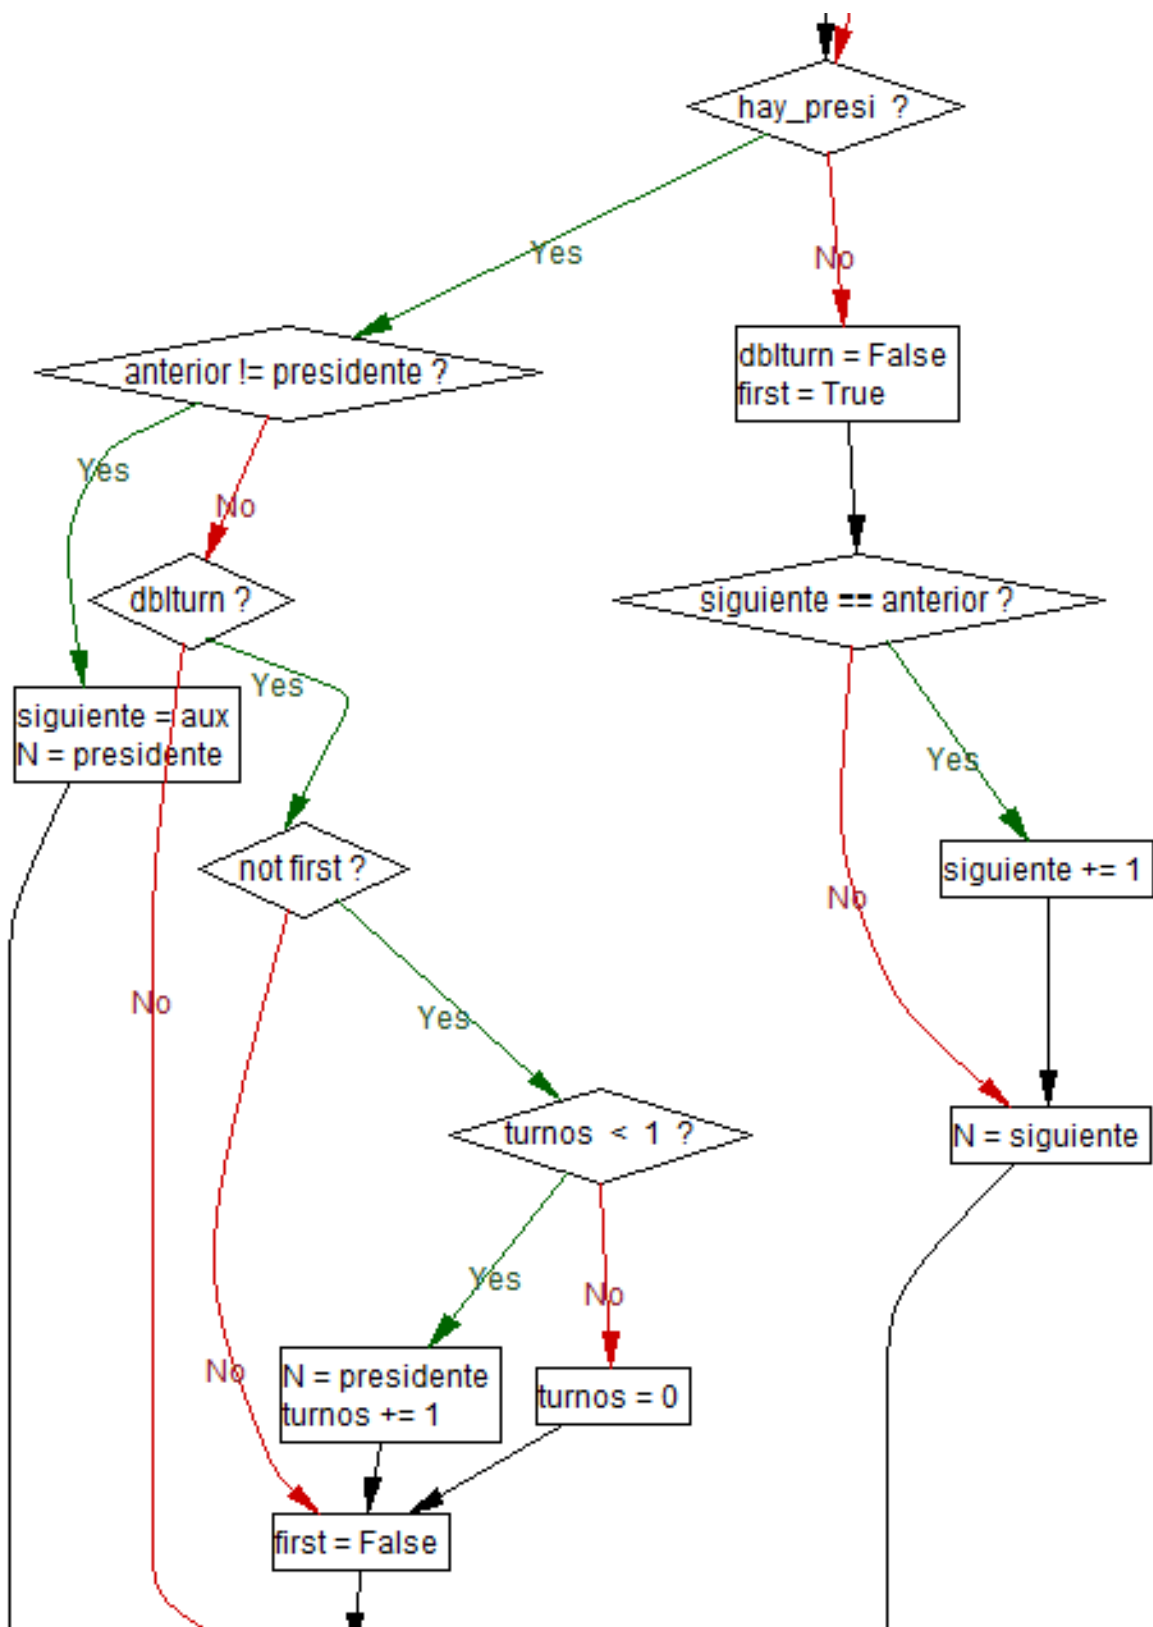 hay_presi ?
Yes
No
anterior != presidente ?
dblturn = False
first = True
Yes
No
dblturn ?
siguiente == anterior ?
Yes
siguiente = aux
N = presidente
Yes
not first ?
siguiente += 1
No
No
Yes
turnos < 1 ?
N = siguiente
Yes
No
No
N = presidente
turnos += 1
turnos = 0
first = False